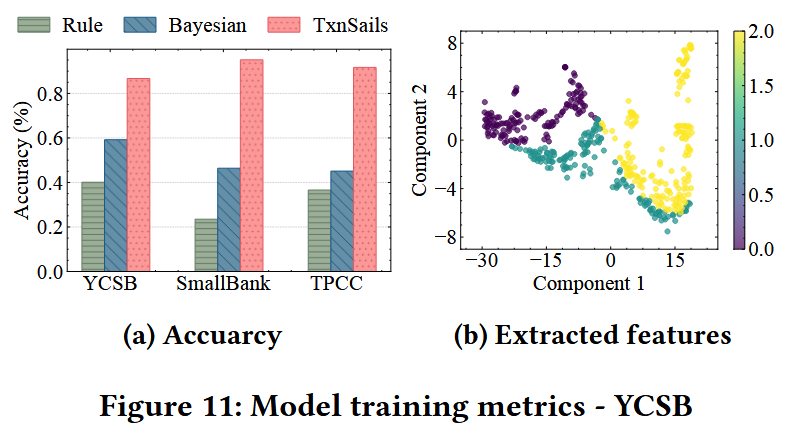 Rule Bayesian TxnSails
Accuracy (%)
0.8
0.6
0.4
0.2
0.0
YCSB SmallBank TPCC
(a) Accuarcy
Component 2
8
4
0
−4
−8
−30 −15 0 15
Component 1
2.0
1.5
1.0
0.5
0.0
(b) Extracted features
Figure 11: Model training metrics - YCSB